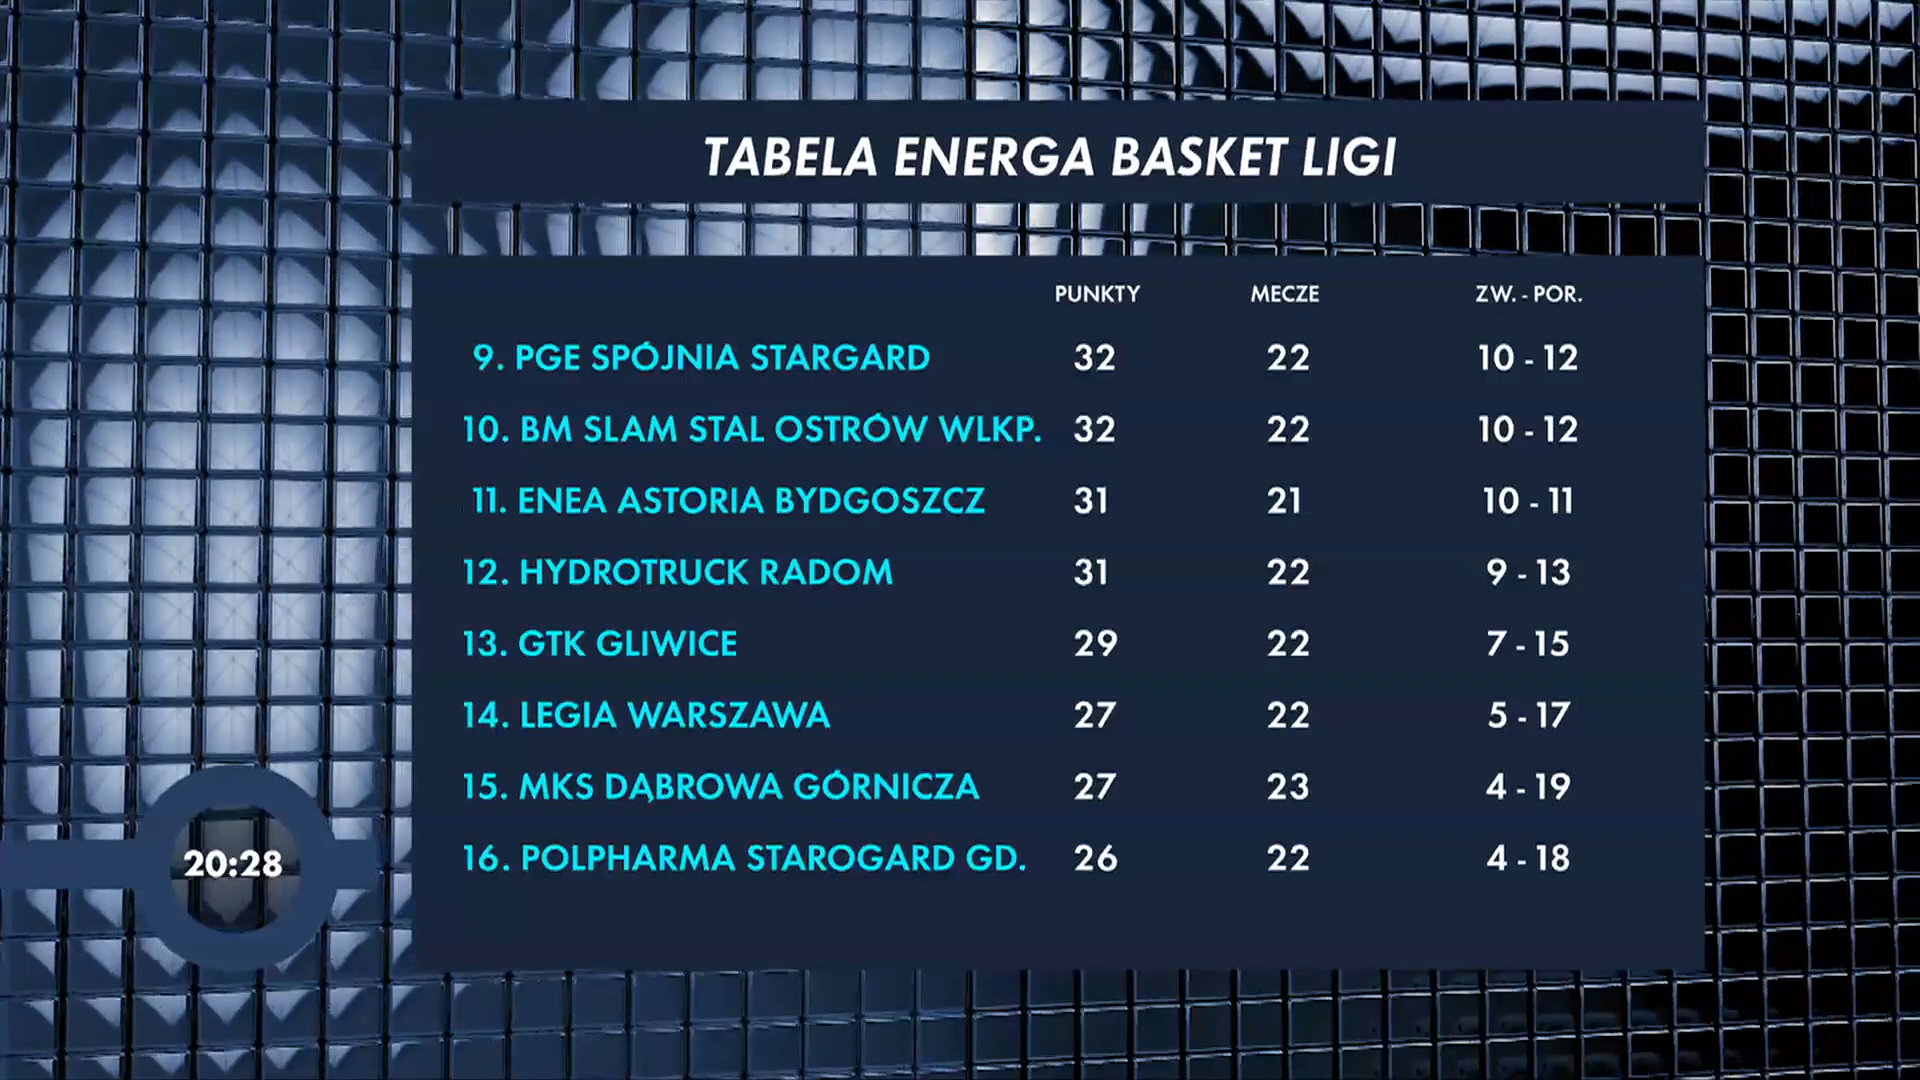 TABELA ENERGA BASKET LIGI
PUNKTY MECZE ZW. - POR.
9. PGE SPÓJNIA STARGARD 32 22 10 - 12
10. BM SLAM STAL OSTRÓW WLKP. 32 22 10 - 12
11. ENEA ASTORIA BYDGOSZCZ 31 21 10 - 11
12. HYDROTRUCK RADOM 31 22 9 - 13
13. GTK GLIWICE 29 22 7 - 15
14. LEGIA WARSZAWA 27 22 5 - 17
15. MKS DĄBROWA GÓRNICZA 27 23 4 - 19
16. POLPHARMA STAROGARD GD. 26 22 4 - 18
20:28